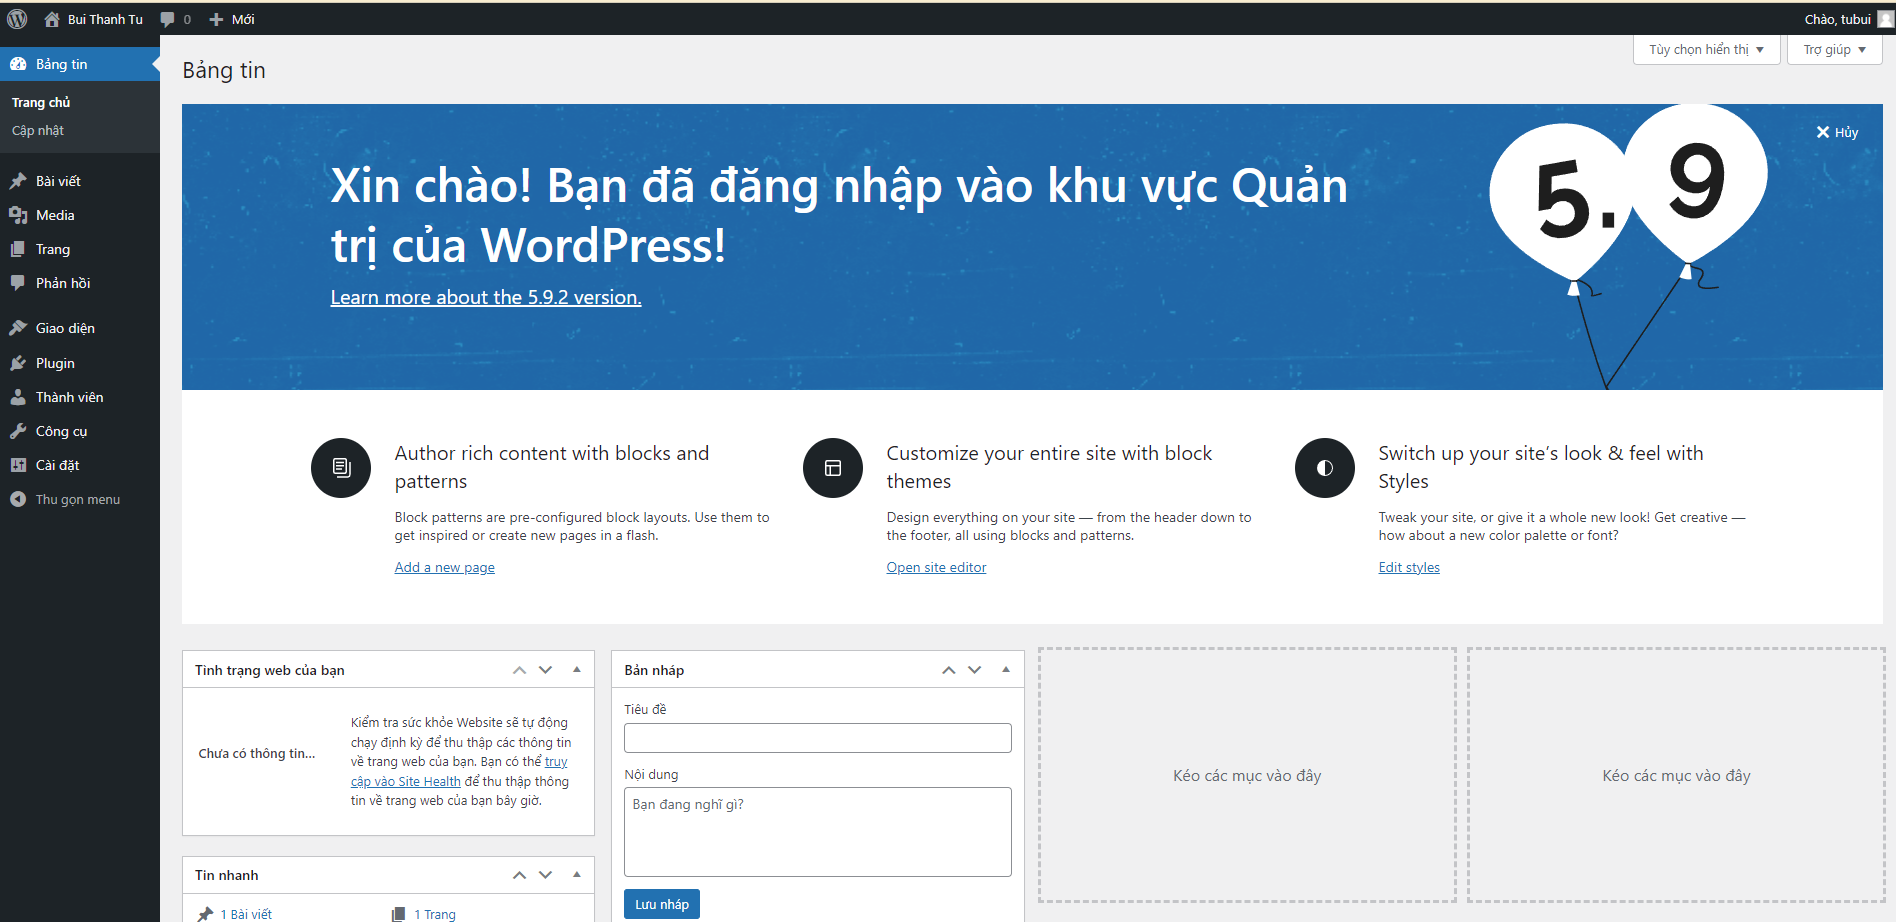 Bui Thanh Tu
0
Mới
Chào, tubui
Bảng tin
Trang chủ
Cập nhật
Bài viết
Media
Trang
Phản hồi
Giao diện
Plugin
Thành viên
Công cụ
Cài đặt
Thu gọn menu
Tùy chọn hiển thị
Trợ giúp
Bảng tin
Hủy
Xin chào! Bạn đã đăng nhập vào khu vực Quản
trị của WordPress!
Learn more about the 5.9.2 version.
5.9
Author rich content with blocks and
patterns
Block patterns are pre-configured block layouts. Use them to
get inspired or create new pages in a flash.
Add a new page
Customize your entire site with block
themes
Design everything on your site — from the header down to
the footer, all using blocks and patterns.
Open site editor
Switch up your site’s look & feel with
Styles
Tweak your site, or give it a whole new look! Get creative —
how about a new color palette or font?
Edit styles
Tình trạng web của bạn
Chưa có thông tin...
Kiểm tra sức khỏe Website sẽ tự động
chạy định kỳ để thu thập các thông tin
về trang web của bạn. Bạn có thể truy
cập vào Site Health để thu thập thông
tin về trang web của bạn bây giờ.
Tin nhanh
1 Bài viết
1 Trang
Bản nháp
Tiêu đề
Nội dung
Bạn đang nghĩ gì?
Lưu nháp
Kéo các mục vào đây
Kéo các mục vào đây